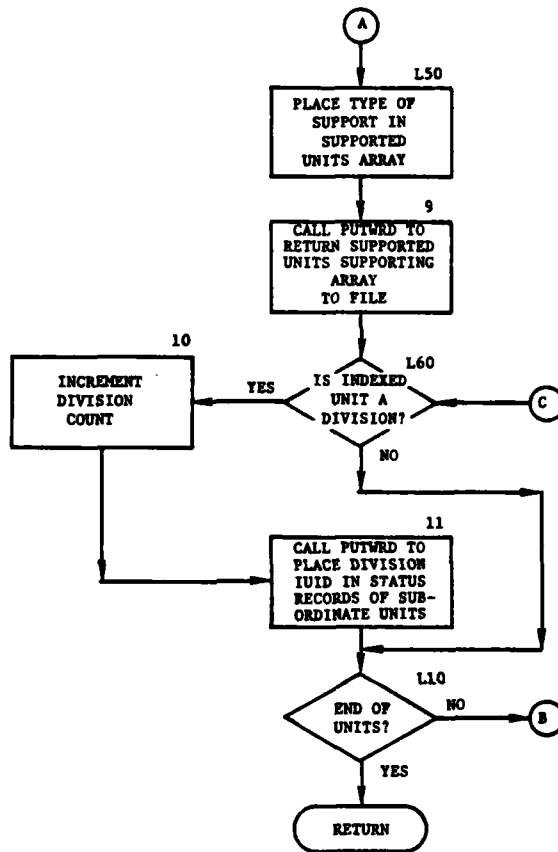 A
L50
PLACE TYPE OF
SUPPORT IN
SUPPORTED
UNITS ARRAY
9
CALL PUTWRD TO
RETURN SUPPORTED
UNITS SUPPORTING
ARRAY
TO FILE
10
L60
INCREMENT
DIVISION
COUNT
YES
IS INDEXED
UNIT A
DIVISION?
C
NO
11
CALL PUTWRD TO
PLACE DIVISION
IUID IN STATUS
RECORDS OF SUB-
ORDINATE UNITS
L10
END OF
UNITS?
NO
B
YES
RETURN